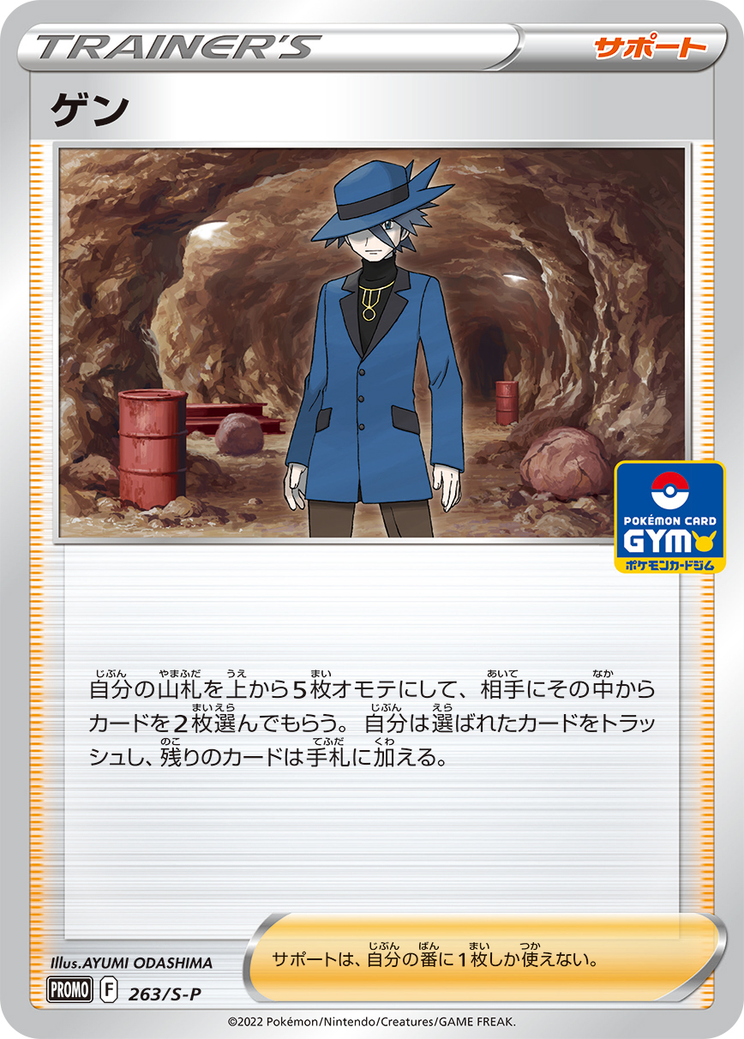 TRAINER'S
サポート
ゲン
POKÉMON CARD
GYM
ポケモンカードジム
自分の山札を上から5枚オモテにして、相手にその中から
カードを2枚選んでもらう。自分は選ばれたカードをトラッ
シュし、残りのカードは手札に加える。
Illus.AYUMI ODASHIMA
サポートは、自分の番に1枚しか使えない。
PROMO F 263/S-P
©2022 Pokémon/Nintendo/Creatures/GAME FREAK.